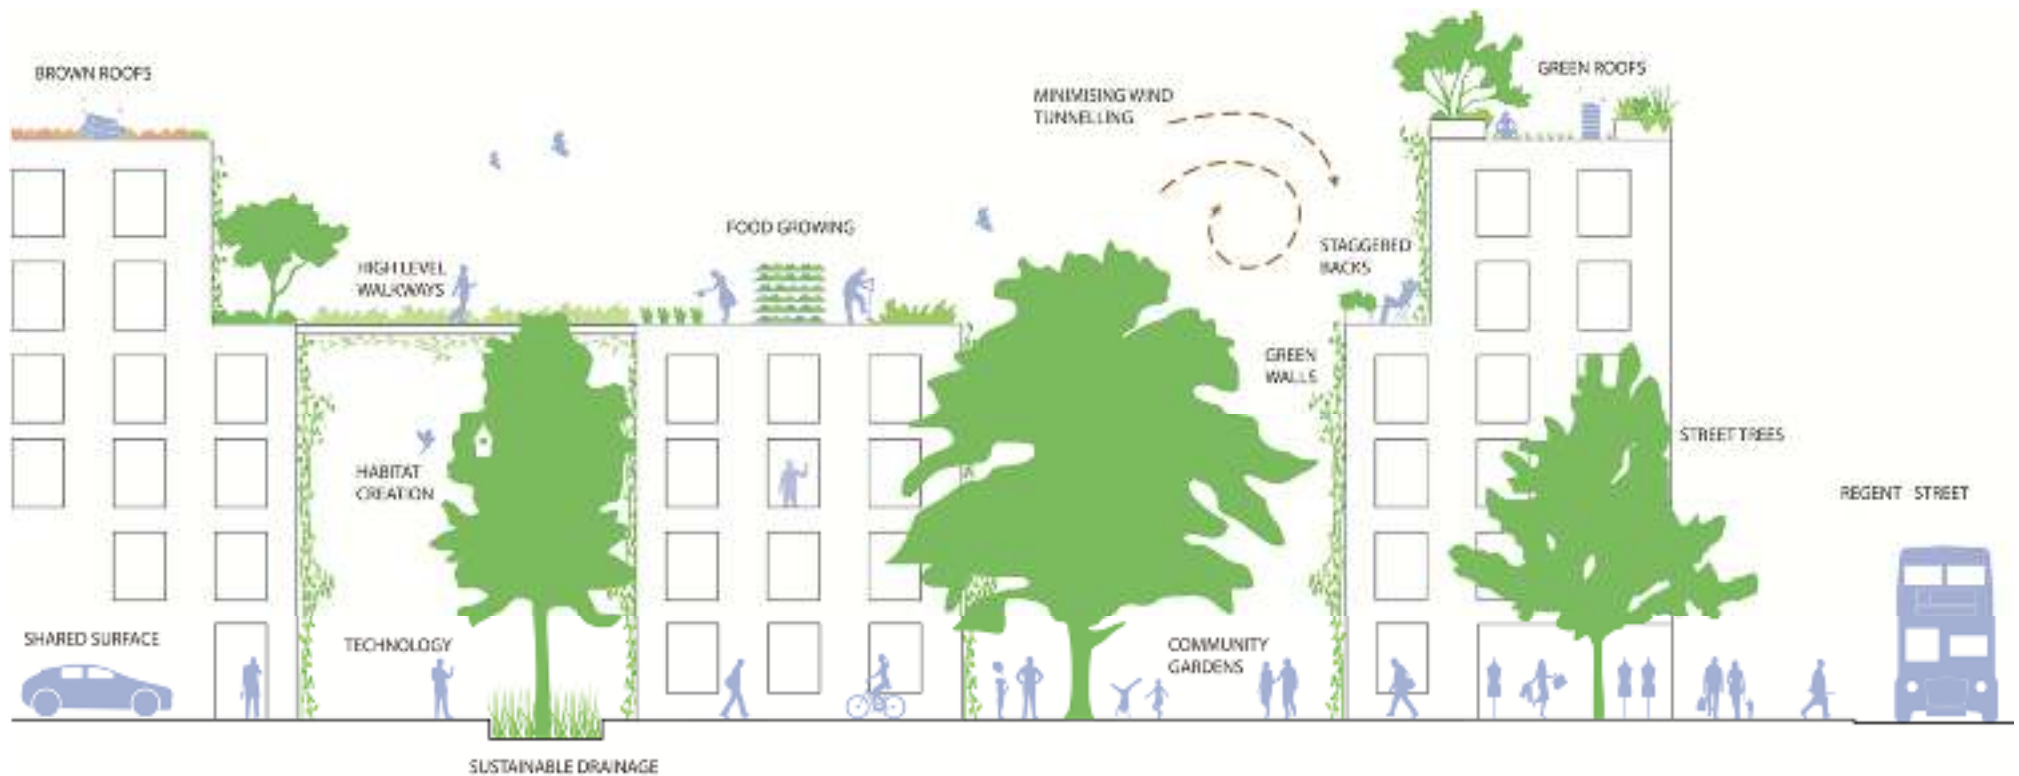 BROWN ROOFS
GREEN ROOFS
MINIMISING WIND
TUNNELLING
FOOD GROWING
STAGGERED
BACKS
HIGH LEVEL
WALKWAYS
GREEN
WALLS
STREET TREES
HABITAT
CREATION
REGENT STREET
SHARED SURFACE
TECHNOLOGY
COMMUNITY
GARDENS
SUSTAINABLE DRAINAGE